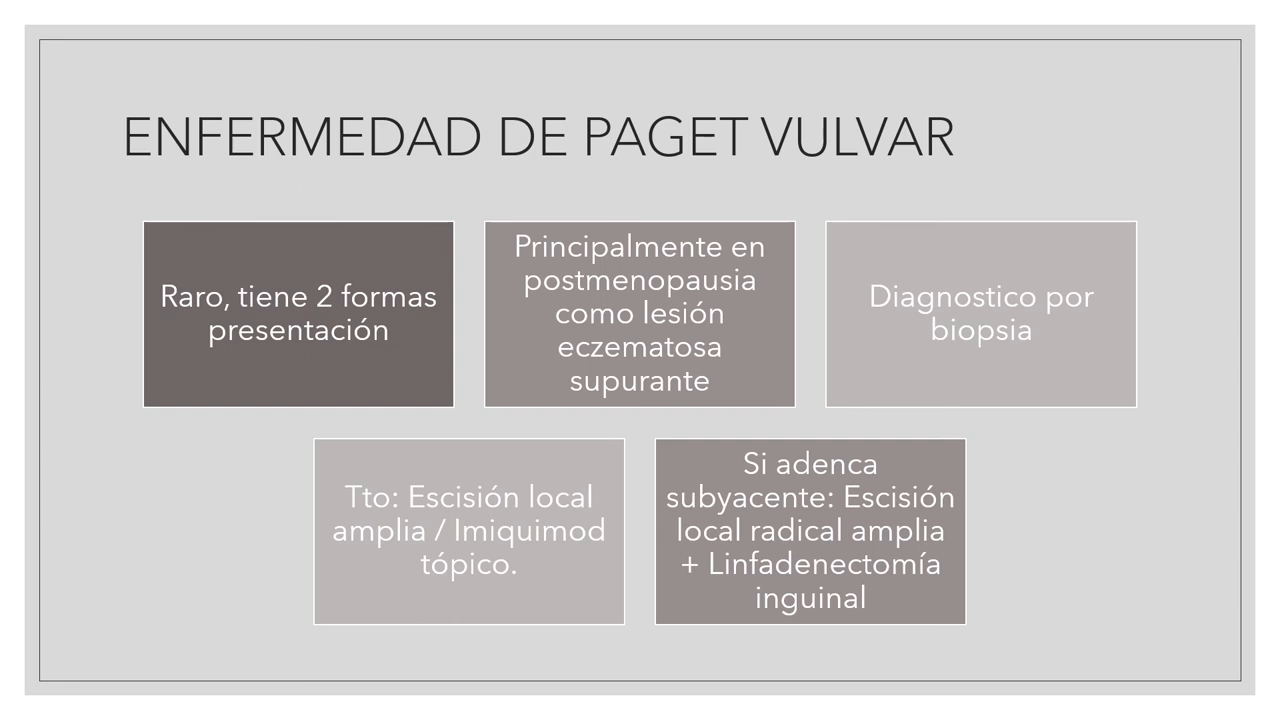 ENFERMEDAD DE PAGET VULVAR
Raro, tiene 2 formas
presentación
Principalmente en
postmenopausia
como lesión
eczematosa
supurante
Diagnostico por
biopsia
Tto: Escisión local
amplia / Imiquimod
tópico.
Si adenca
subyacente: Escisión
local radical amplia
+ Linfadenectomía
inguinal